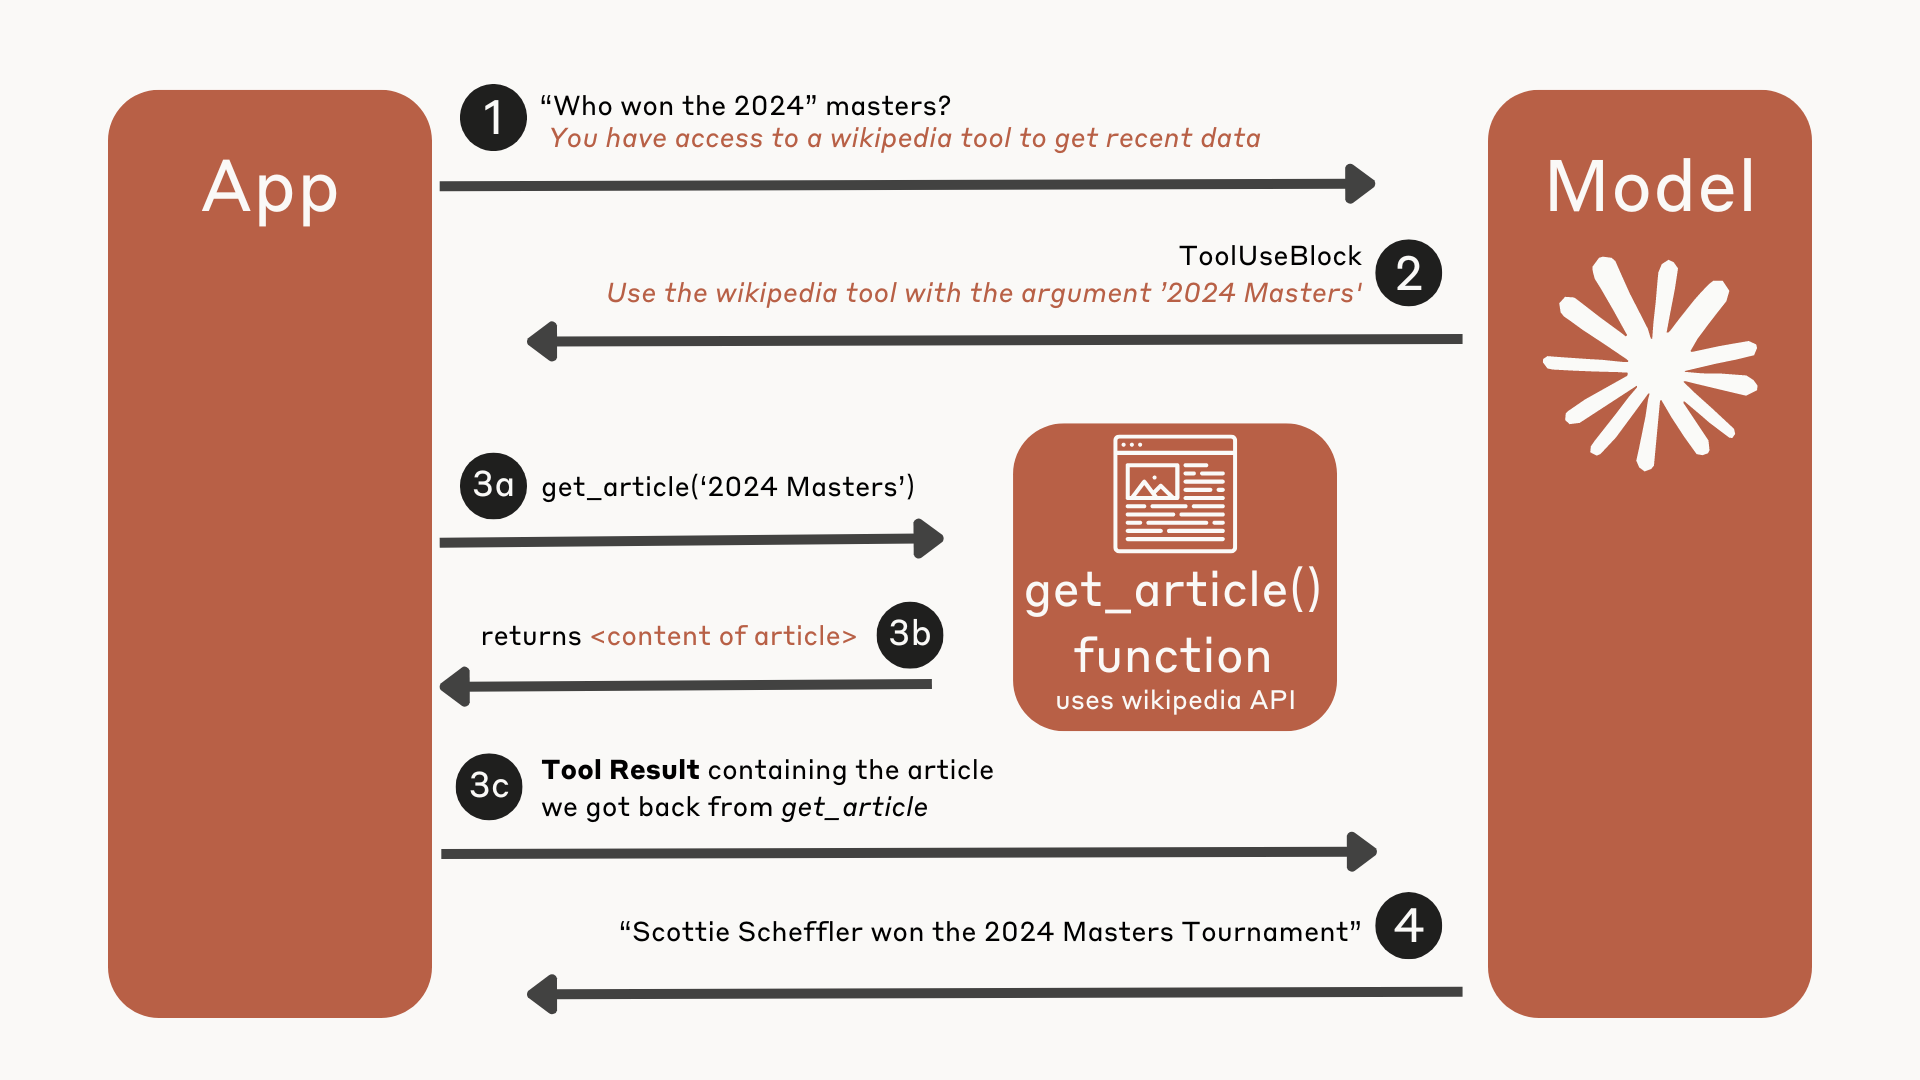 App
1
“Who won the 2024” masters?
You have access to a wikipedia tool to get recent data
Model
ToolUseBlock
2
Use the wikipedia tool with the argument ’2024 Masters'
3a
get_article(‘2024 Masters’)
get_article()
function
uses wikipedia API
returns <content of article>
3b
3c
Tool Result containing the article
we got back from get_article
“Scottie Scheffler won the 2024 Masters Tournament”
4